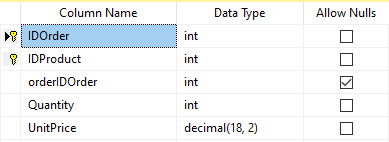 Column Name Data Type Allow Nulls
IDOrder int
IDProduct int
orderIDOrder int
Quantity int
UnitPrice decimal(18, 2)